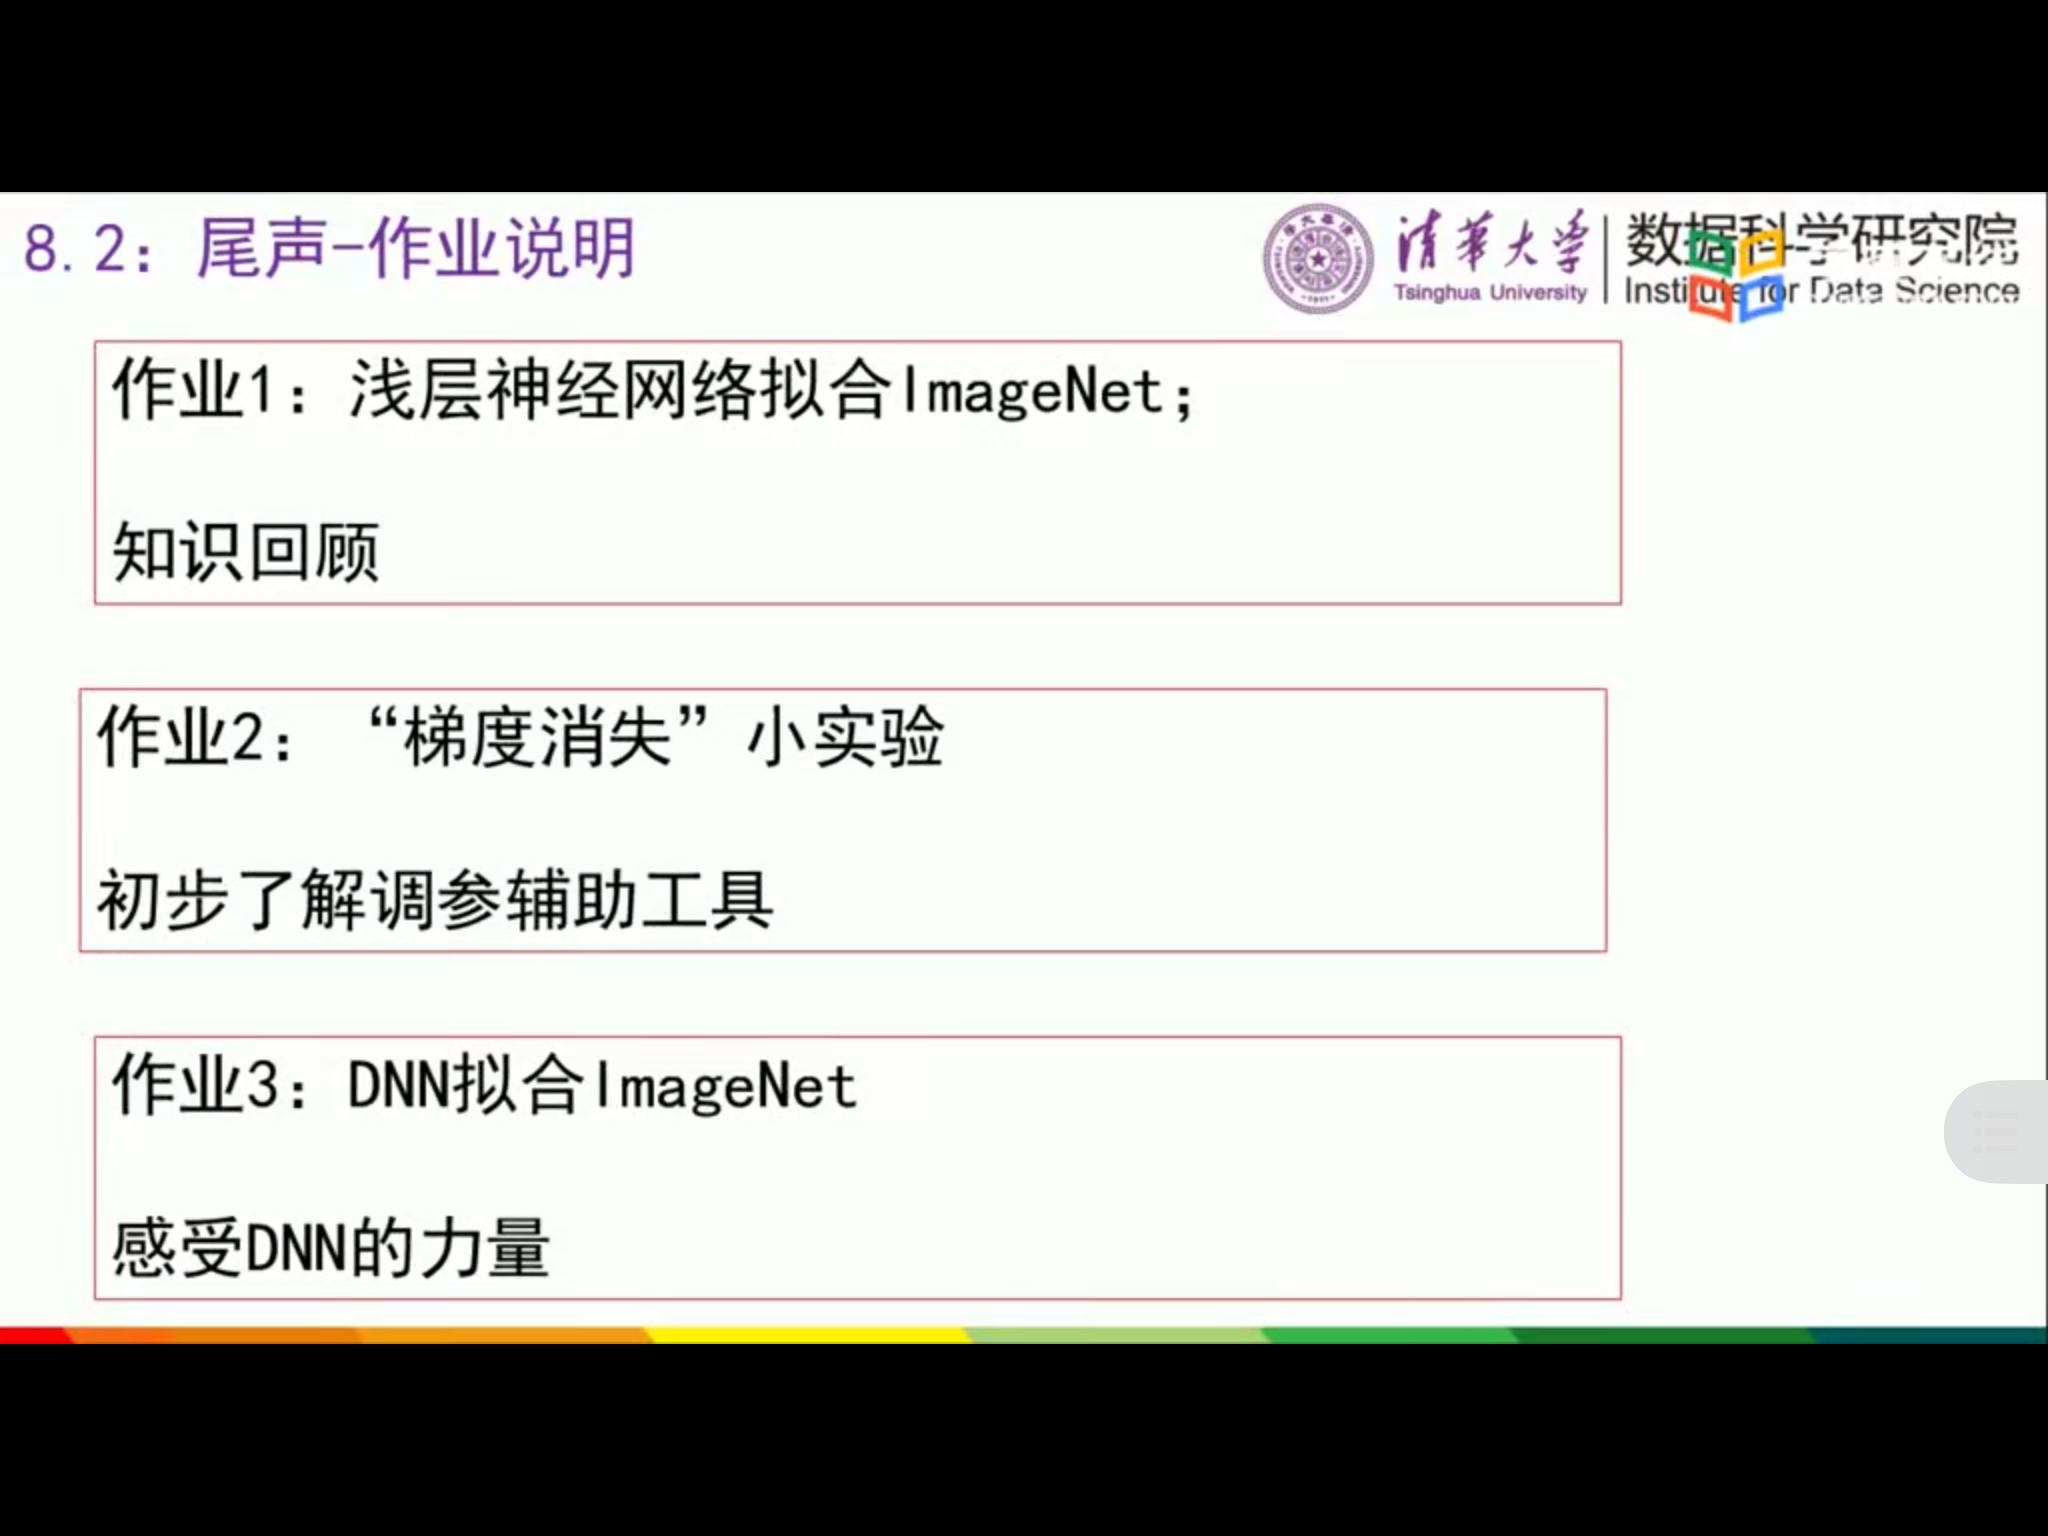 8.2：尾声-作业说明
清华大学
Tsinghua University
数据科学研究院
Institute for Data Science
作业1：浅层神经网络拟合ImageNet；
知识回顾
作业2：“梯度消失”小实验
初步了解调参辅助工具
作业3：DNN拟合ImageNet
感受DNN的力量